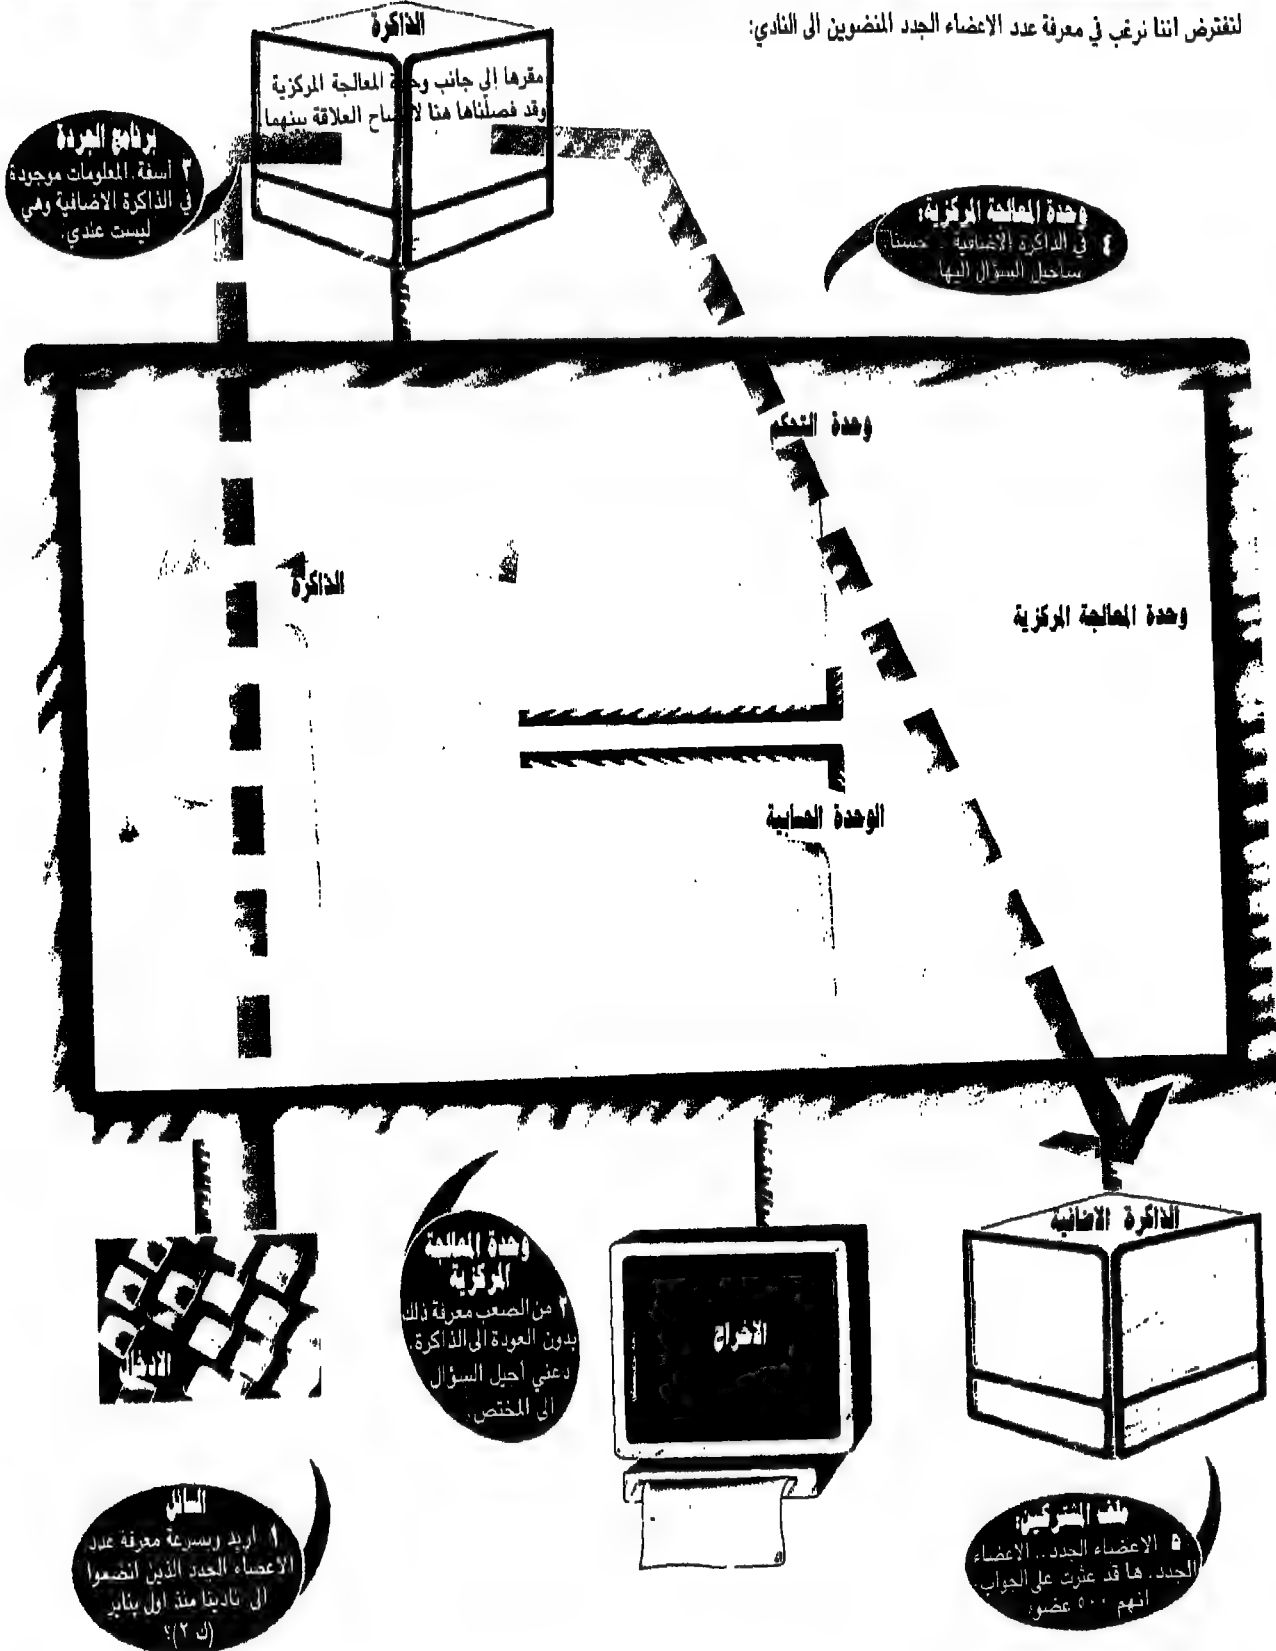 لنفترض اننا نرغب في معرفة عدد الاعضاء الجدد المنضوين الى النادي:
الذاكرة
مقرها إلى جانب وحدة المعالجة المركزية
وقد فصلناها هنا لايضاح العلاقة بينهما
برنامج الجردة
٣ أسفة. المعلومات موجودة
في الذاكرة الاضافية وهي
ليست عندي.
وحدة المعالجة المركزية:
٤ في الذاكرة الاضافية. حسنا
ساحيل السؤال اليها.
وحدة التحكم
الذاكرة
وحدة المعالجة المركزية
الوحدة الحسابية
الادخال
وحدة المعالجة
المركزية
٢ من الصعب معرفة ذلك
بدون العودة الى الذاكرة.
دعني أحيل السؤال
الى المختص.
الاخراج
الذاكرة الاضافية
السائل
١ اريد وبسرعة معرفة عدد
الاعضاء الجدد الذين انضموا
الى نادينا منذ اول يناير
(ك ٢)؟
ملف المشتركين:
٥ الاعضاء الجدد.. الاعضاء
الجدد. ها قد عثرت على الجواب
انهم ٥٠٠ عضو.